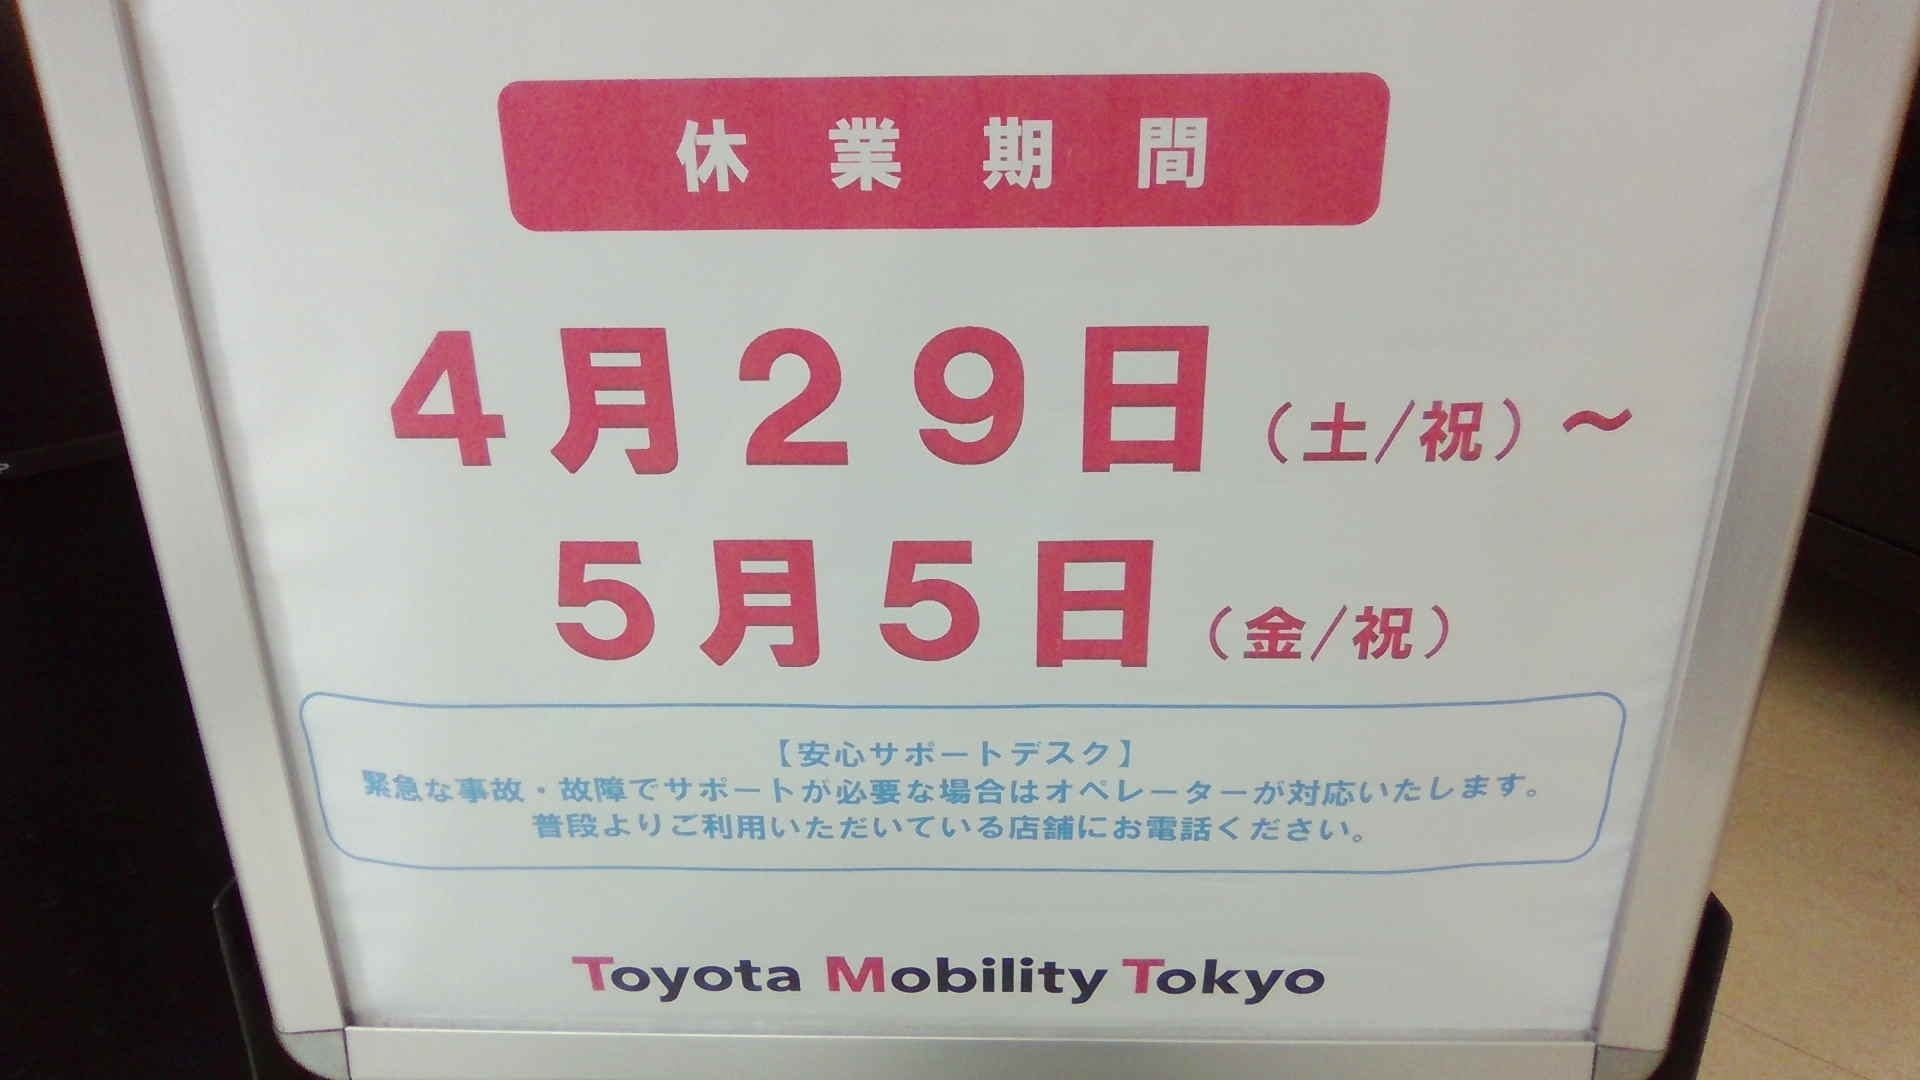 休業期間
4月29日（土/祝）～
5月5日（金/祝）
【安心サポートデスク】
緊急な事故・故障でサポートが必要な場合はオペレーターが対応いたします。
普段よりご利用いただいている店舗にお電話ください。
Toyota Mobility Tokyo